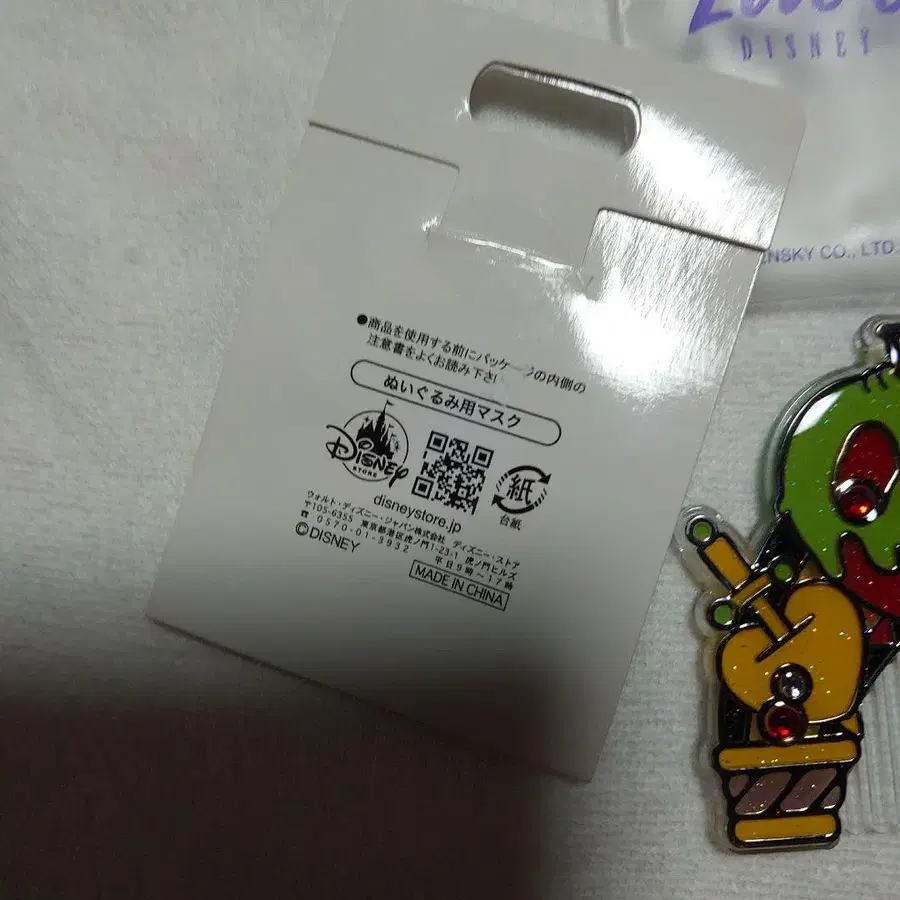 DISNEY
NSKY CO., LTD.
●商品を使用する前にパッケージの内側の
注意書をよくお読み下さい
ぬいぐるみ用マスク
DISNEY
STORE
紙
台紙
disneystore.jp
ウォルト・ディズニー・ジャパン株式会社 ディズニー・ストア
〒105-6355 東京都港区虎ノ門1-23-1 虎ノ門ヒルズ
☎0570-01-3932 平日9時～17時
©DISNEY
MADE IN CHINA